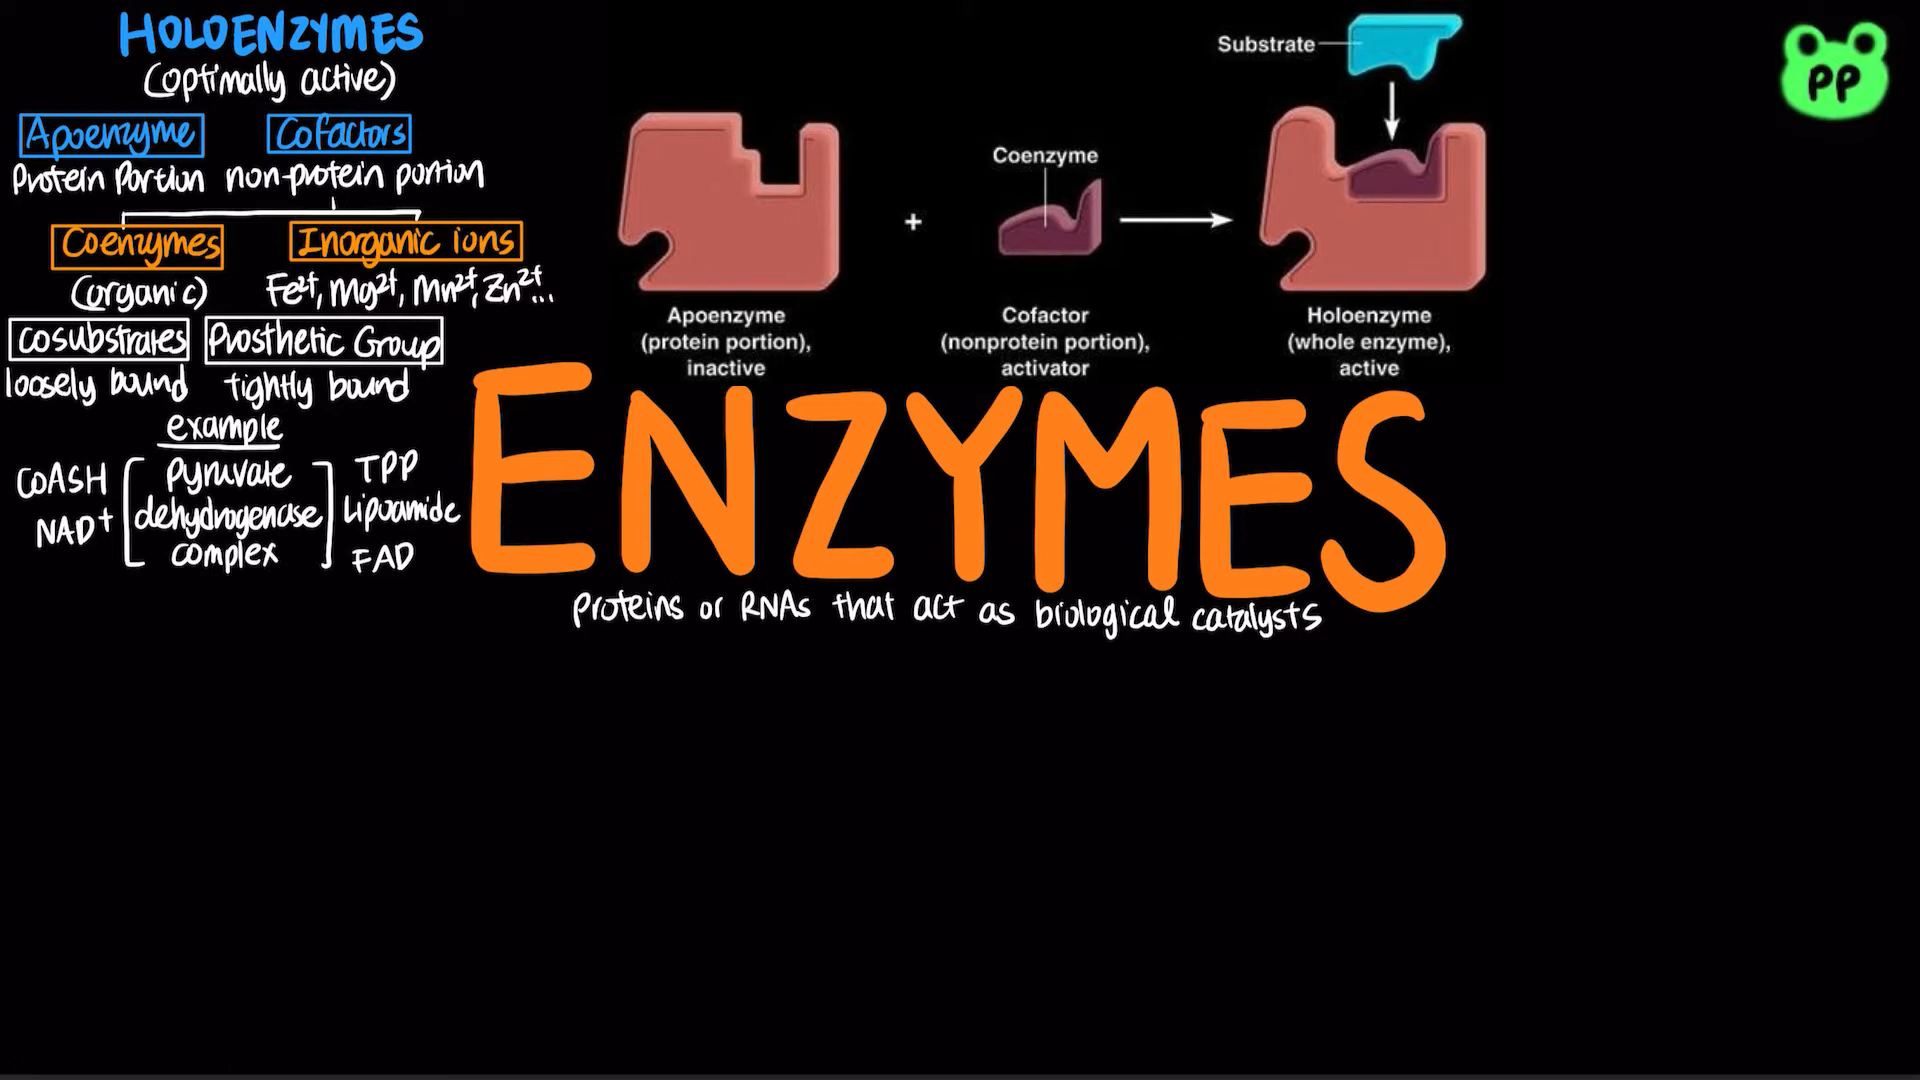 HOLOENZYMES
(optimally active)
Apoenzyme Cofactors
Protein Portion non-protein portion
Coenzymes Inorganic ions
(organic) Fe²⁺, Mg²⁺, Mn²⁺, Zn²⁺...
Cosubstrates Prosthetic Group
loosely bound tightly bound
example
CoASH pyruvate TPP
NAD⁺ dehydrogenase Lipoamide
complex FAD
Substrate
Coenzyme
+
Apoenzyme
(protein portion),
inactive
Cofactor
(nonprotein portion),
activator
Holoenzyme
(whole enzyme),
active
PP
ENZYMES
proteins or RNAs that act as biological catalysts